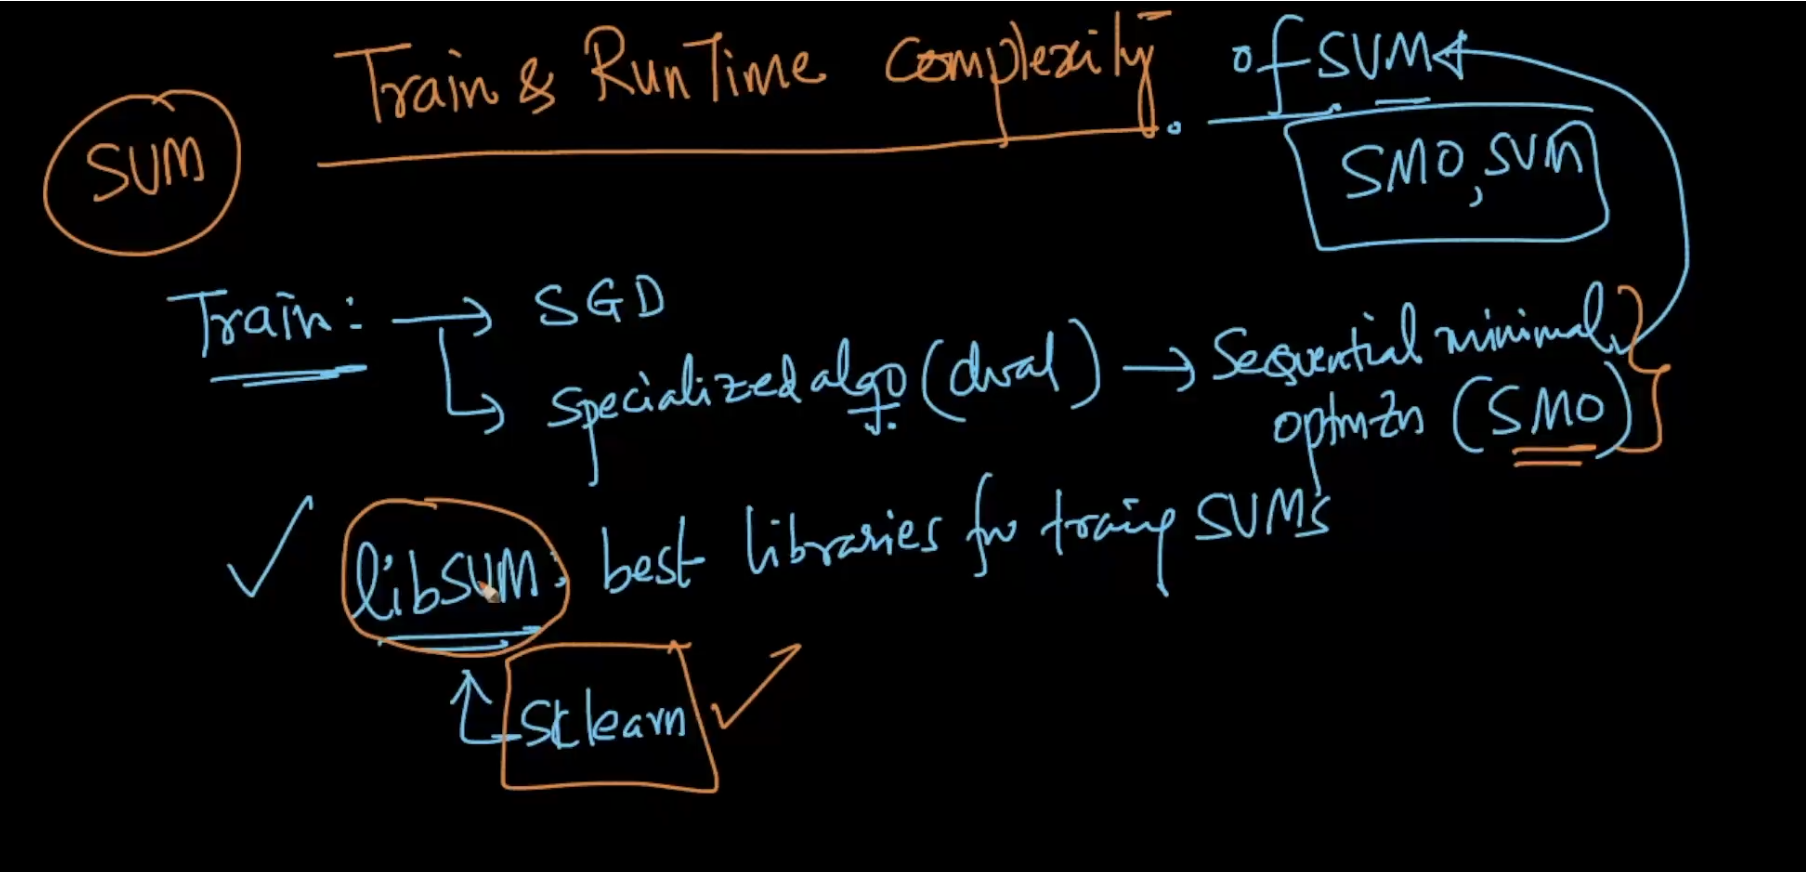 Train & Run Time Complexity. of SVM
SVM
SMO, SVM
Train: → SGD
↳ Specialized algo (dual) → Sequential minimal
optmzn (SMO)
✓ libSVM: best libraries for traing SVM's
↑ Sklearn ✓